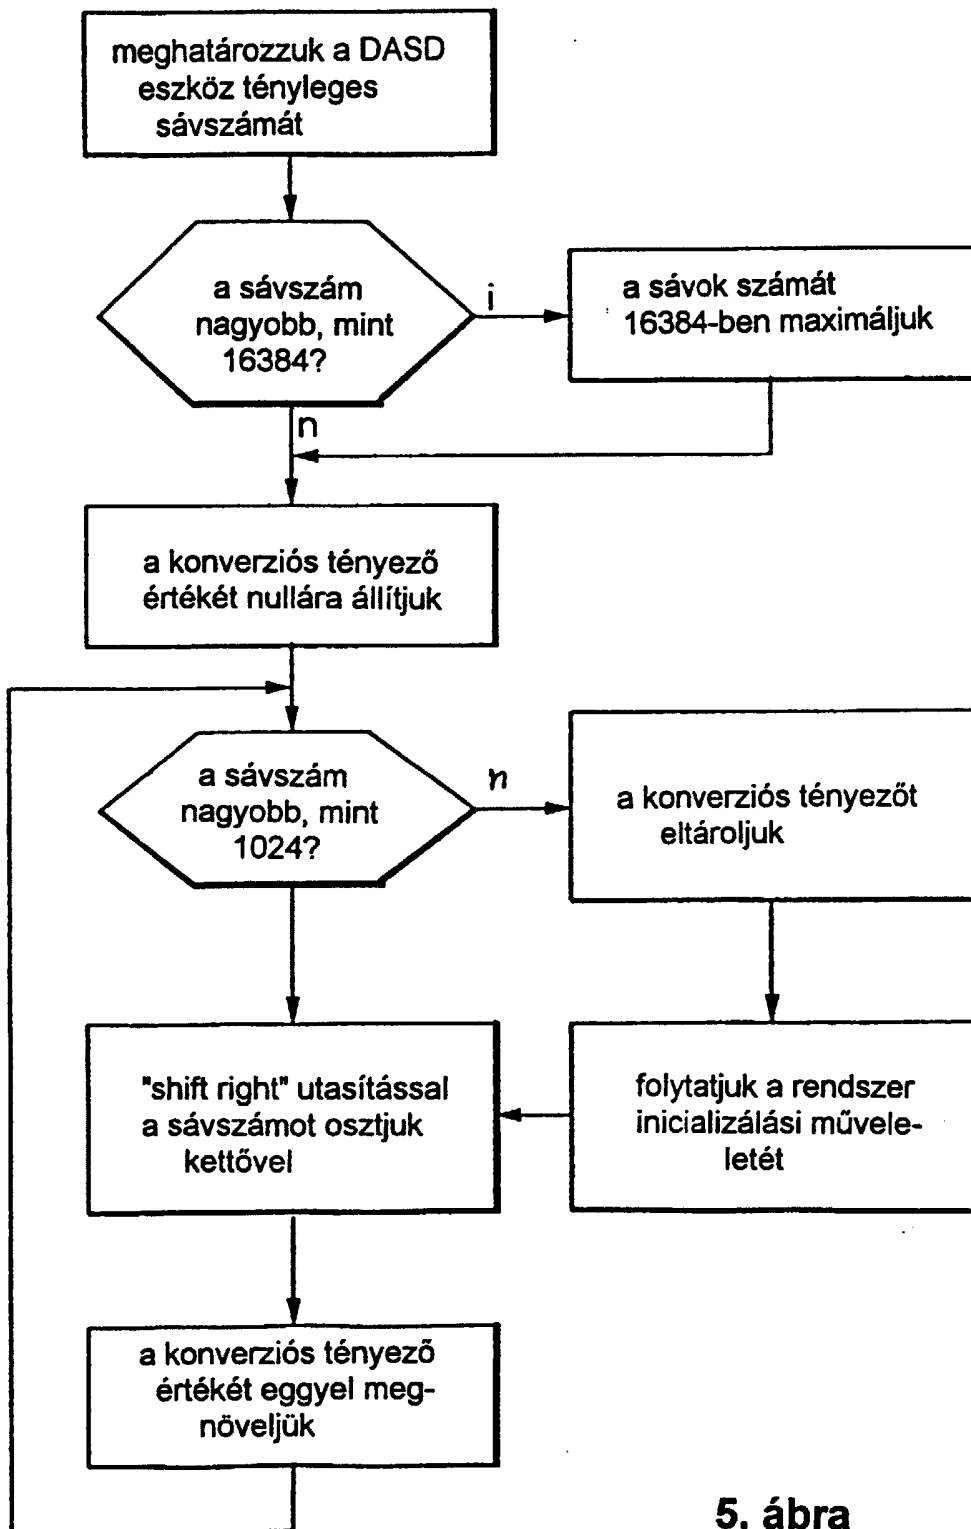 meghatározzuk a DASD
eszköz tényleges
sávszámát
a sávszám
nagyobb, mint
16384?
i
a sávok számát
16384-ben maximáljuk
n
a konverziós tényező
értékét nullára állítjuk
a sávszám
nagyobb, mint
1024?
n
a konverziós tényezőt
eltároljuk
"shift right" utasítással
a sávszámot osztjuk
kettővel
folytatjuk a rendszer
inicializálási művele-
letét
a konverziós tényező
értékét eggyel meg-
növeljük
5. ábra